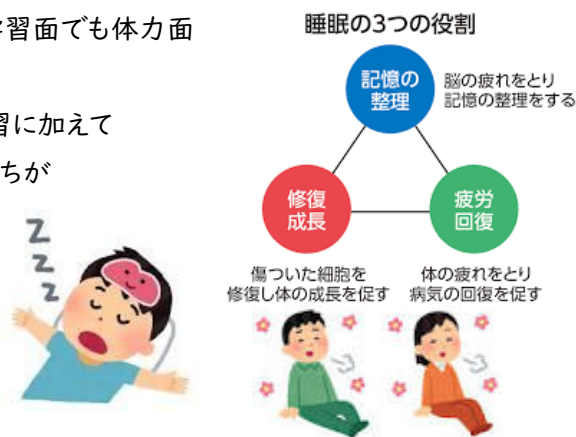 学習面でも体力面
習に加えて
ちが
睡眠の3つの役割
記憶の
整理
脳の疲れをとり
記憶の整理をする
修復
成長
疲労
回復
傷ついた細胞を
修復し体の成長を促す
体の疲れをとり
病気の回復を促す
Z
Z
Z